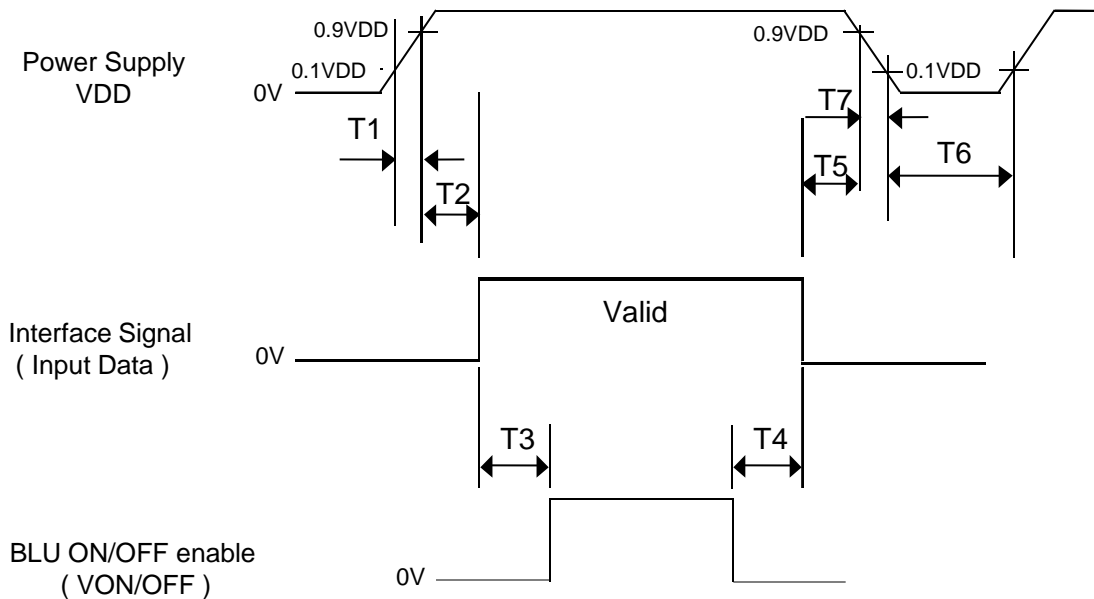 0.9VDD
0.9VDD
Power Supply
VDD
0.1VDD
0.1VDD
0V
T1
T7
T6
T5
T2
Valid
Interface Signal
( Input Data )
0V
T3
T4
BLU ON/OFF enable
( VON/OFF )
0V